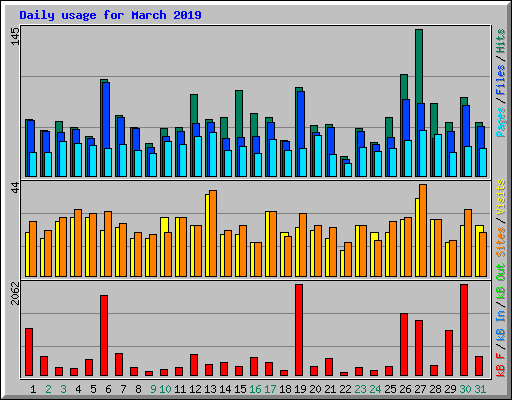 Daily usage for March 2019
145
Pages / Files / Hits
44
Sites / Visits
2062
kB F / kB In / kB Out
1 2 3 4 5 6 7 8 9 10 11 12 13 14 15 16 17 18 19 20 21 22 23 24 25 26 27 28 29 30 31